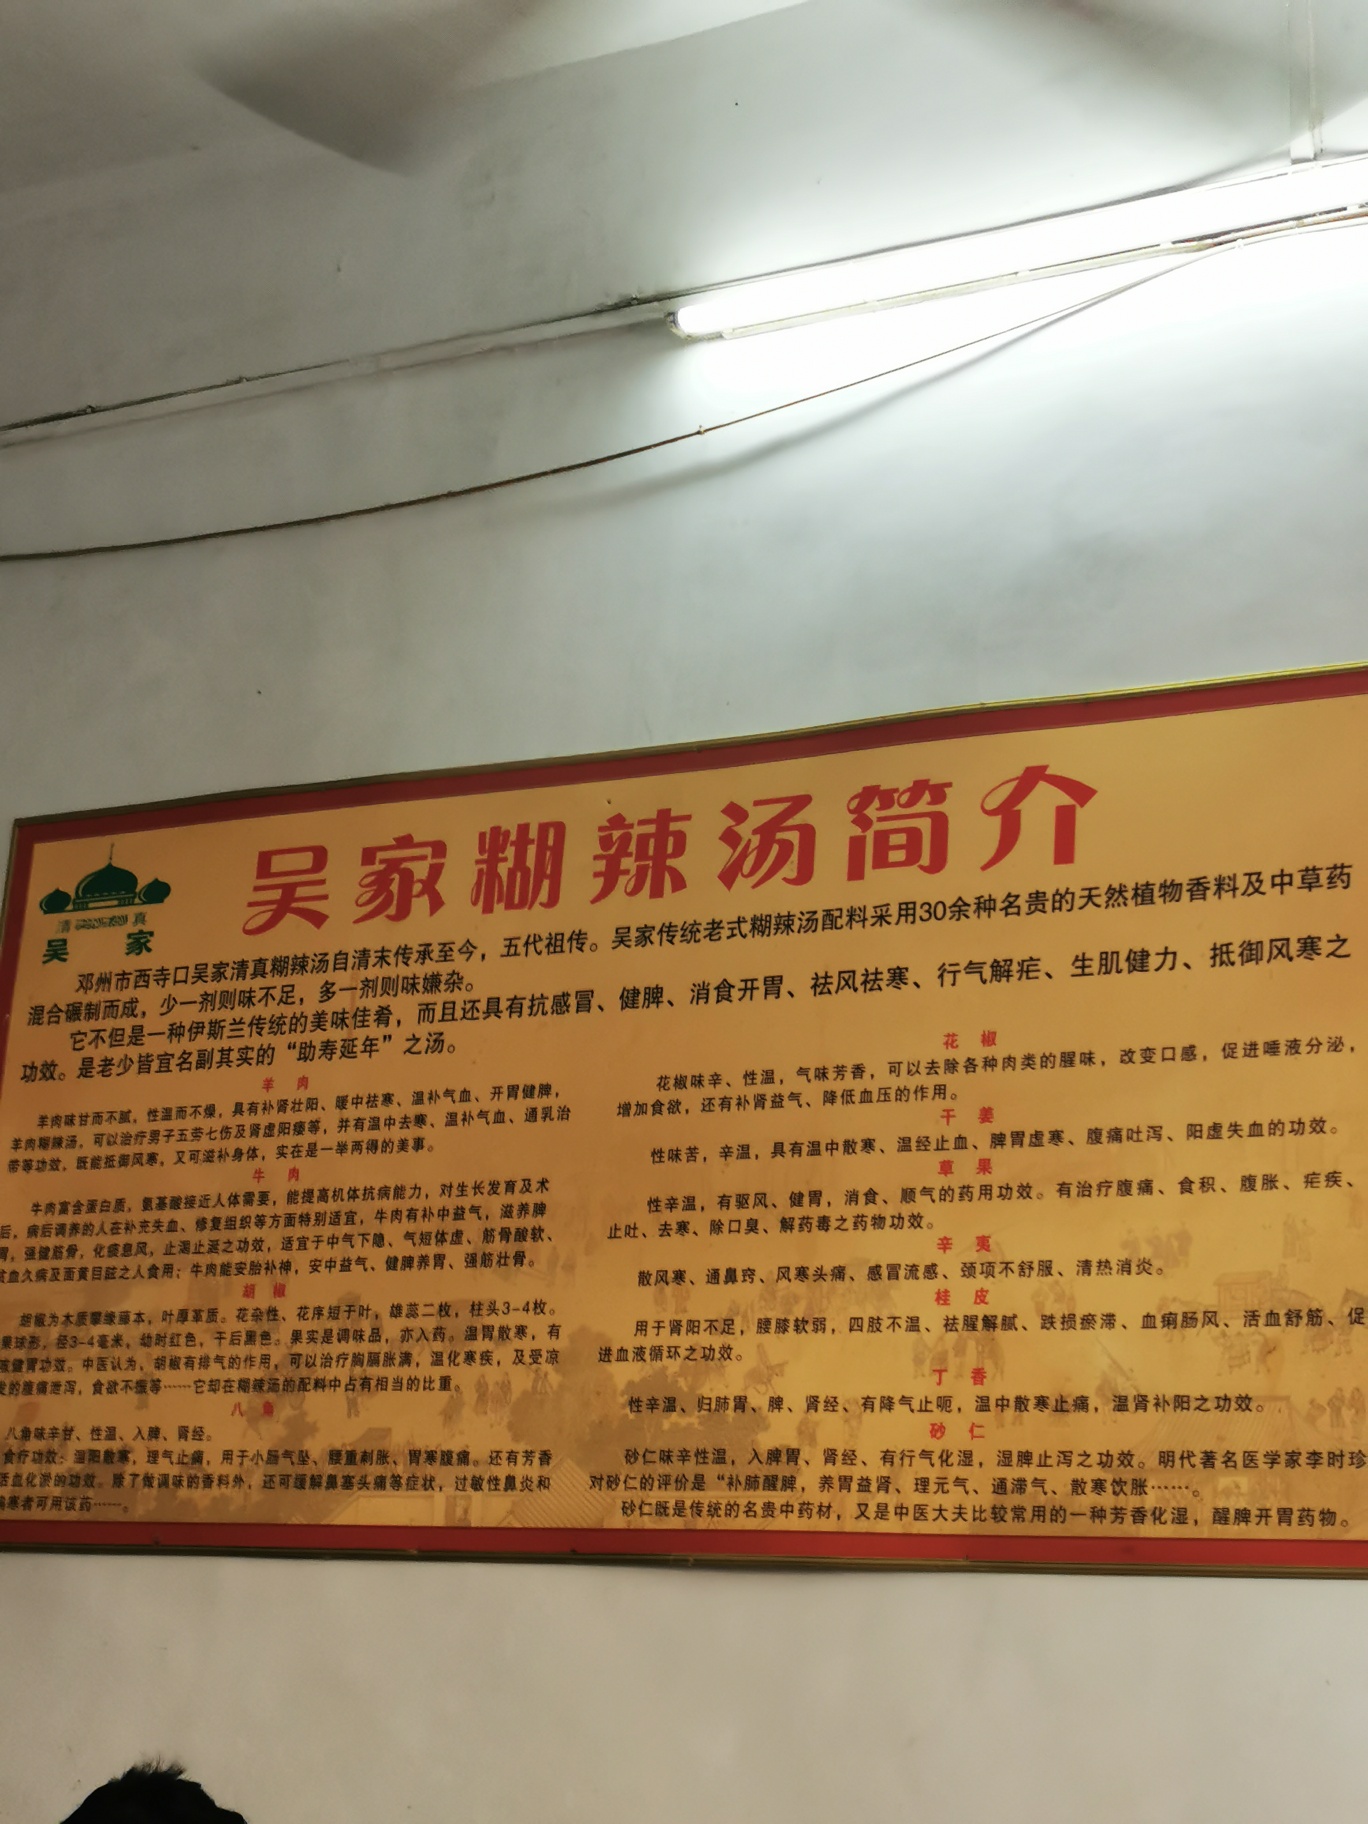 吴家糊辣汤简介
清 真
吴 家
邓州市西寺口吴家清真糊辣汤自清末传承至今，五代祖传。吴家传统老式糊辣汤配料采用30余种名贵的天然植物香料及中草药
混合碾制而成，少一剂则味不足，多一剂则味嫌杂。
它不但是一种伊斯兰传统的美味佳肴，而且还具有抗感冒、健脾、消食开胃、祛风祛寒、行气解疟、生肌健力、抵御风寒之
功效。是老少皆宜名副其实的“助寿延年”之汤。
羊 肉
羊肉味甘而不腻，性温而不燥，具有补肾壮阳、暖中祛寒、温补气血、开胃健脾，
羊肉糊辣汤，可以治疗男子五劳七伤及肾虚阳痿等，并有温中去寒、温补气血、通乳治
带等功效，既能抵御风寒，又可滋补身体，实在是一举两得的美事。
牛 肉
牛肉富含蛋白质，氨基酸接近人体需要，能提高机体抗病能力，对生长发育及术
后，病后调养的人在补充失血、修复组织等方面特别适宜，牛肉有补中益气，滋养脾
胃，强健筋骨，化痰息风，止渴止涎之功效，适宜于中气下隐、气短体虚、筋骨酸软、
贫血久病及面黄目眩之人食用；牛肉能安胎补神，安中益气、健脾养胃、强筋壮骨。
胡 椒
胡椒为木质攀缘藤本，叶厚革质。花杂性、花序短于叶，雄蕊二枚，柱头3-4枚。
果球形，径3-4毫米，幼时红色，干后黑色。果实是调味品，亦入药。温胃散寒，有
健胃功效。中医认为，胡椒有排气的作用，可以治疗胸膈胀满，温化寒疾，及受凉
的腹痛泄泻，食欲不振等……它却在糊辣汤的配料中占有相当的比重。
八 角
八角味辛甘、性温、入脾、肾经。
食疗功效：温阳散寒，理气止痛，用于小肠气坠、腰重刺胀、胃寒腹痛。还有芳香
活血化淤的功效。除了做调味的香料外，还可缓解鼻塞头痛等症状，过敏性鼻炎和
寒者可用该药……。
花 椒
花椒味辛、性温，气味芳香，可以去除各种肉类的腥味，改变口感，促进唾液分泌，
增加食欲，还有补肾益气、降低血压的作用。
干 姜
性味苦，辛温，具有温中散寒、温经止血、脾胃虚寒、腹痛吐泻、阳虚失血的功效。
草 果
性辛温，有驱风、健胃，消食、顺气的药用功效。有治疗腹痛、食积、腹胀、疟疾、
止吐、去寒、除口臭、解药毒之药物功效。
辛 夷
散风寒、通鼻窍、风寒头痛、感冒流感、颈项不舒服、清热消炎。
桂 皮
用于肾阳不足，腰膝软弱，四肢不温、祛腥解腻、跌损瘀滞、血痢肠风、活血舒筋、促
进血液循环之功效。
丁 香
性辛温、归肺胃、脾、肾经、有降气止呃，温中散寒止痛，温肾补阳之功效。
砂 仁
砂仁味辛性温，入脾胃、肾经、有行气化湿，湿脾止泻之功效。明代著名医学家李时珍
对砂仁的评价是“补肺醒脾，养胃益肾、理元气、通滞气、散寒饮胀……。
砂仁既是传统的名贵中药材，又是中医大夫比较常用的一种芳香化湿，醒脾开胃药物。